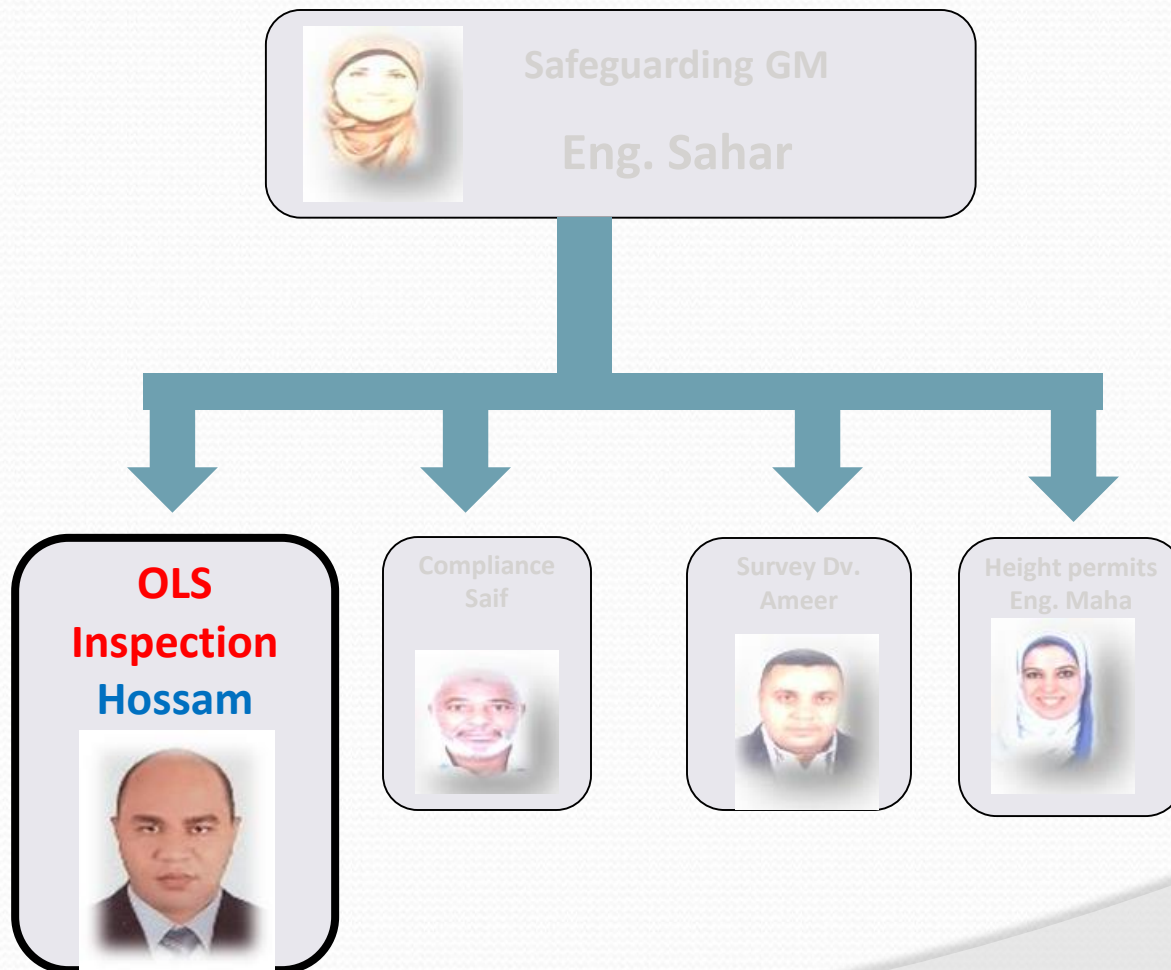 Safeguarding GM
Eng. Sahar
OLS
Inspection
Hossam
Compliance
Saif
Survey Dv.
Ameer
Height permits
Eng. Maha